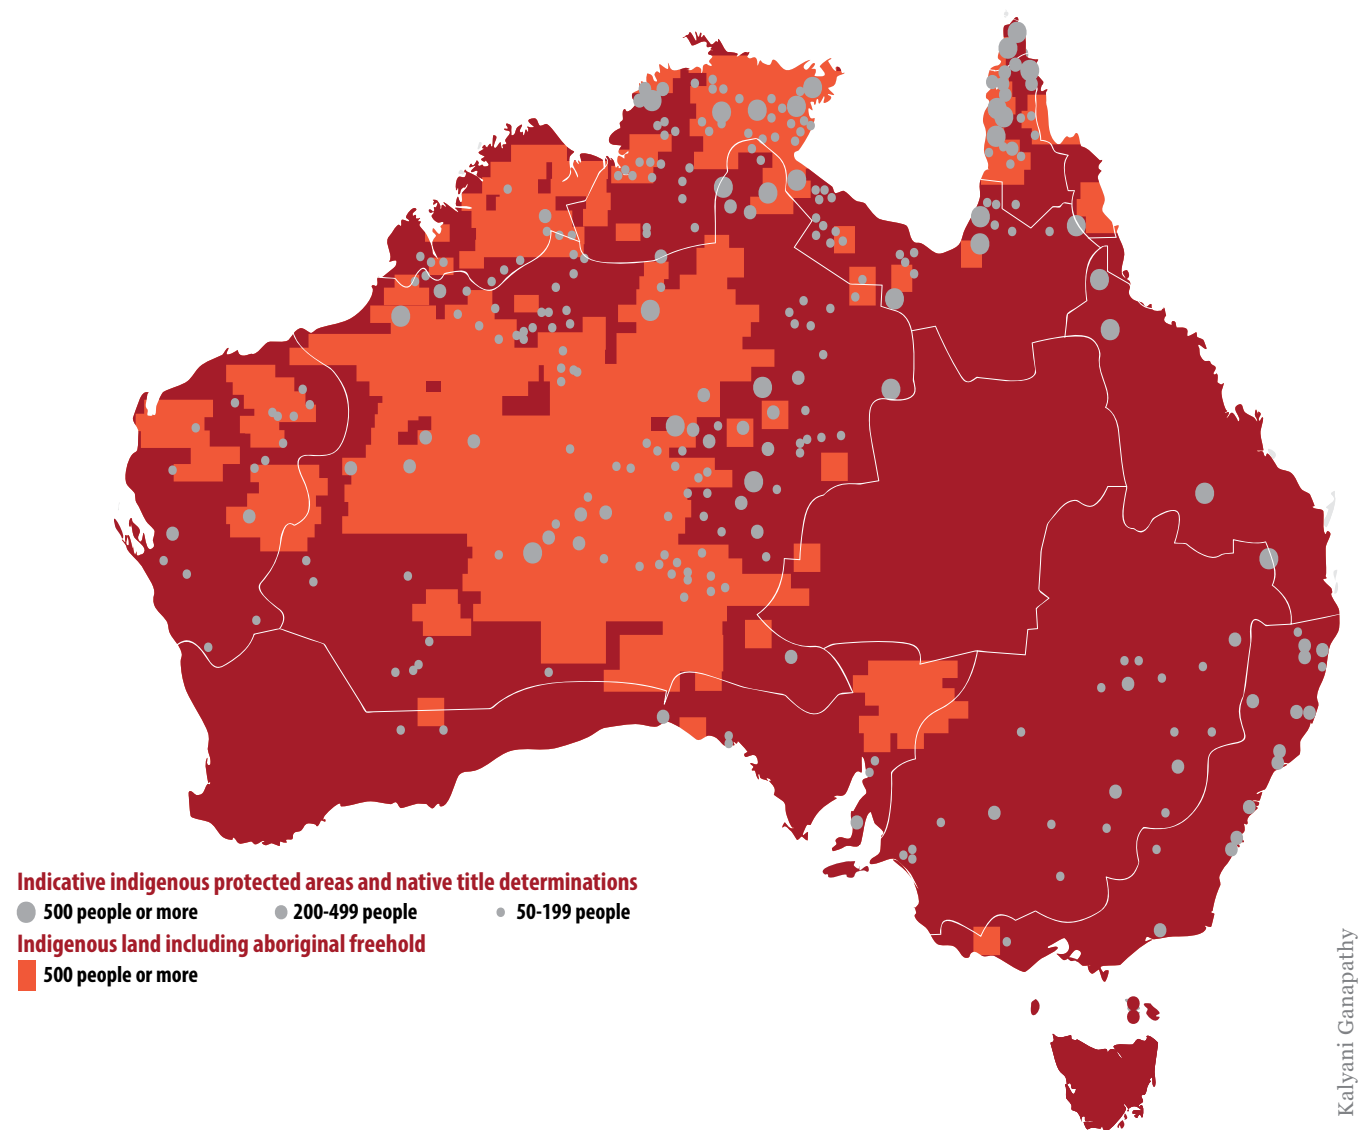 Indicative indigenous protected areas and native title determinations
500 people or more 200-499 people 50-199 people
Indigenous land including aboriginal freehold
500 people or more
Kalyani Ganapathy